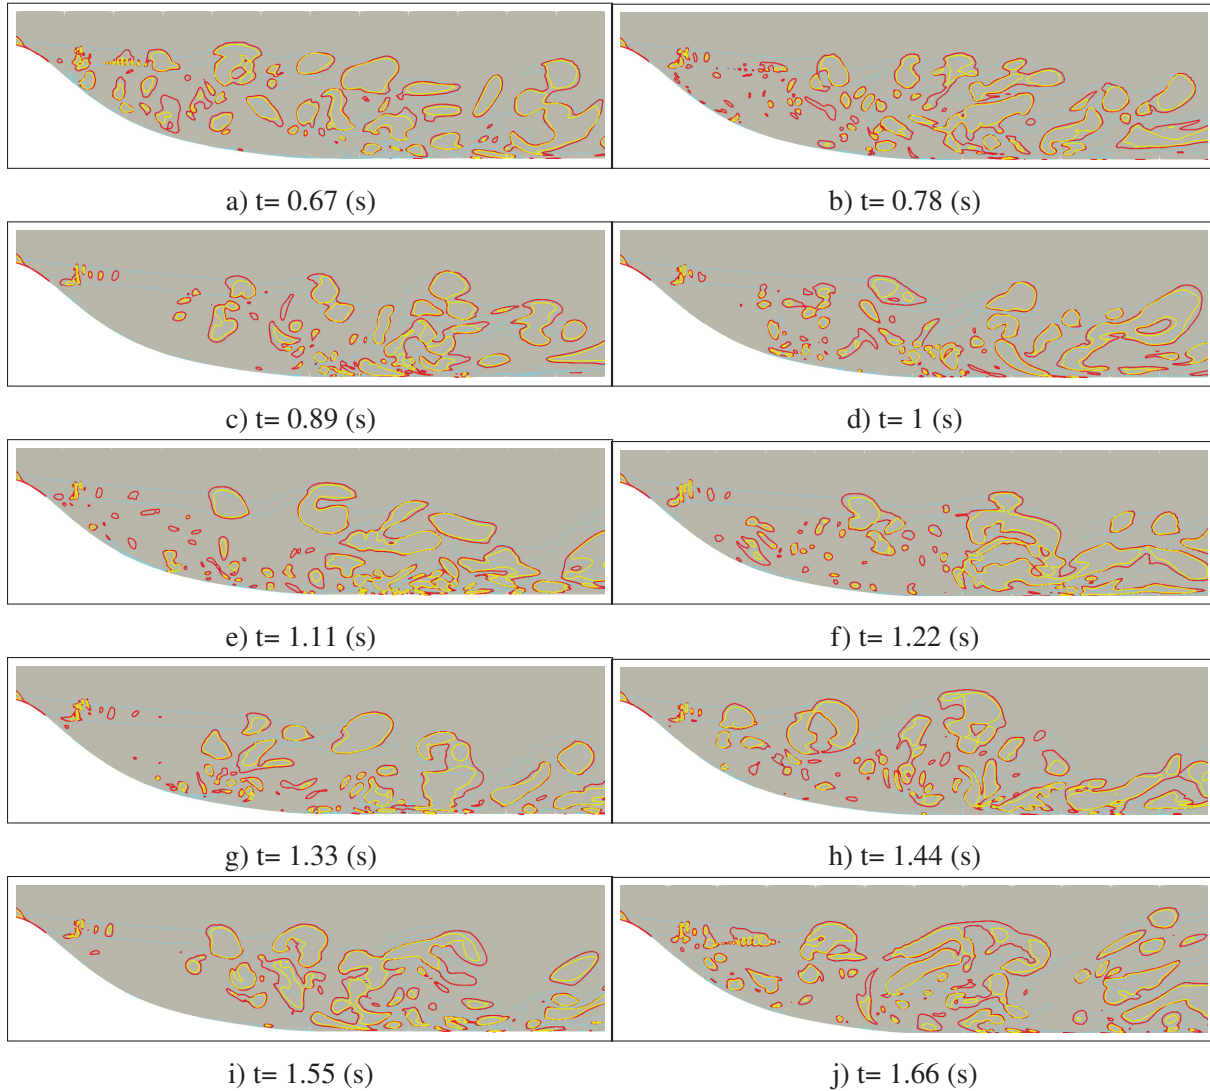 a) t= 0.67 (s)
b) t= 0.78 (s)
c) t= 0.89 (s)
d) t= 1 (s)
e) t= 1.11 (s)
f) t= 1.22 (s)
g) t= 1.33 (s)
h) t= 1.44 (s)
i) t= 1.55 (s)
j) t= 1.66 (s)